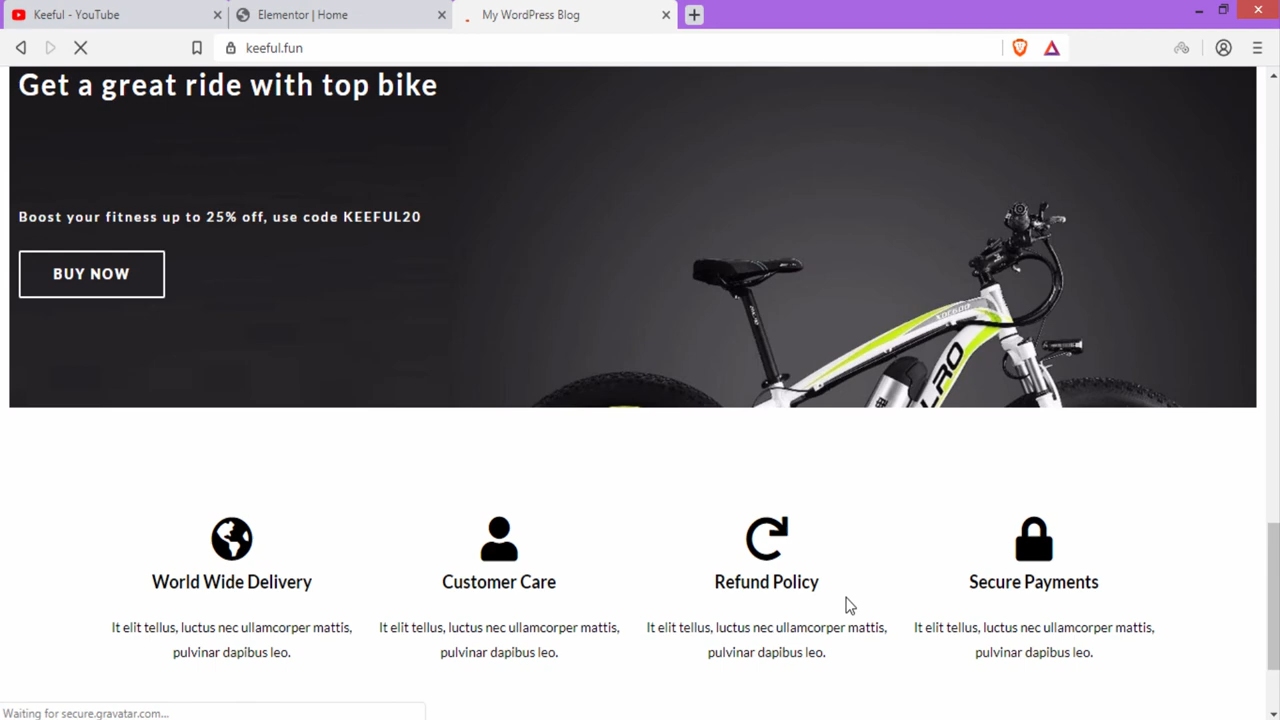 Keeful - YouTube
Elementor | Home
My WordPress Blog
keeful.fun
Get a great ride with top bike
Boost your fitness up to 25% off, use code KEEFUL20
BUY NOW
World Wide Delivery
Customer Care
Refund Policy
Secure Payments
It elit tellus, luctus nec ullamcorper mattis,
pulvinar dapibus leo.
It elit tellus, luctus nec ullamcorper mattis,
pulvinar dapibus leo.
It elit tellus, luctus nec ullamcorper mattis,
pulvinar dapibus leo.
It elit tellus, luctus nec ullamcorper mattis,
pulvinar dapibus leo.
Waiting for secure.gravatar.com...